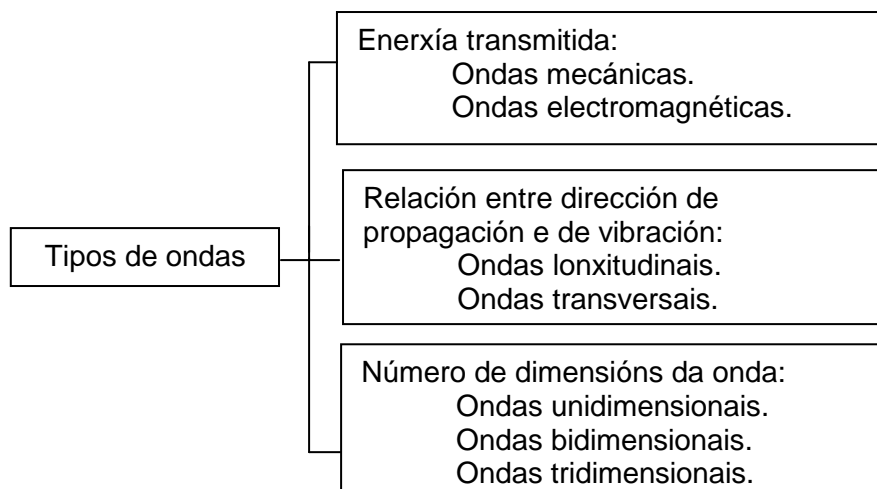 Tipos de ondas
Enerxía transmitida:
Ondas mecánicas.
Ondas electromagnéticas.
Relación entre dirección de
propagación e de vibración:
Ondas lonxitudinais.
Ondas transversais.
Número de dimensións da onda:
Ondas unidimensionais.
Ondas bidimensionais.
Ondas tridimensionais.